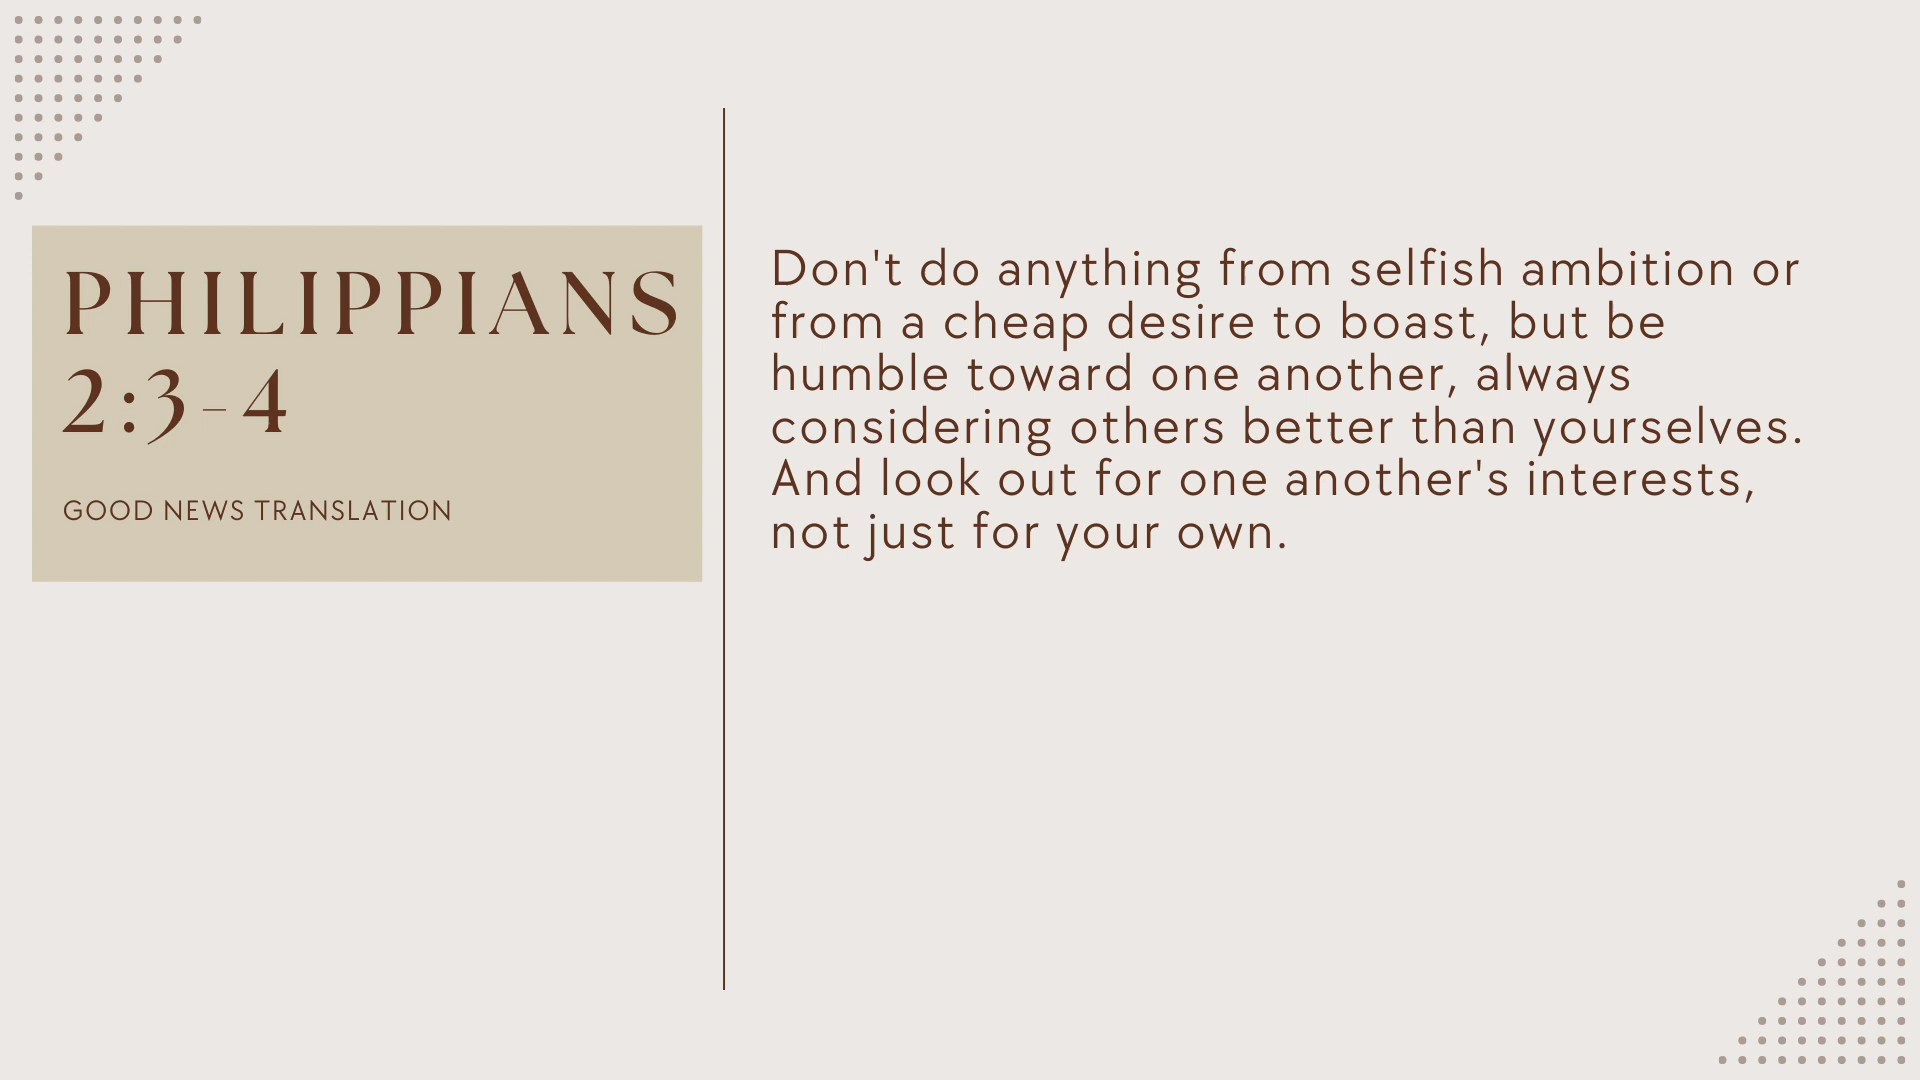 PHILIPPIANS
2:3-4
GOOD NEWS TRANSLATION
Don't do anything from selfish ambition or
from a cheap desire to boast, but be
humble toward one another, always
considering others better than yourselves.
And look out for one another's interests,
not just for your own.